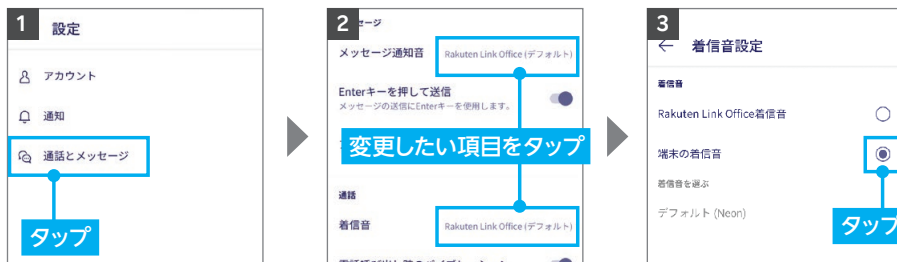 1 設定
アカウント
通知
通話とメッセージ
タップ
2 ージ
メッセージ通知音 Rakuten Link Office (デフォルト)
Enterキーを押して送信
メッセージの送信にEnterキーを使用します。
変更したい項目をタップ
通話
着信音 Rakuten Link Office (デフォルト)
3
← 着信音設定
着信音
Rakuten Link Office着信音
端末の着信音
着信音を選ぶ
デフォルト (Neon)
タップ